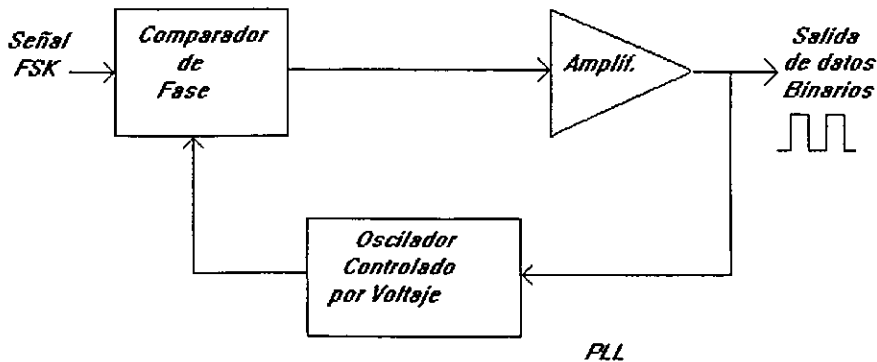 Señal
FSK
Comparador
de
Fase
Amplif.
Salida
de datos
Binarios
Oscilador
Controlado
por Voltaje
PLL